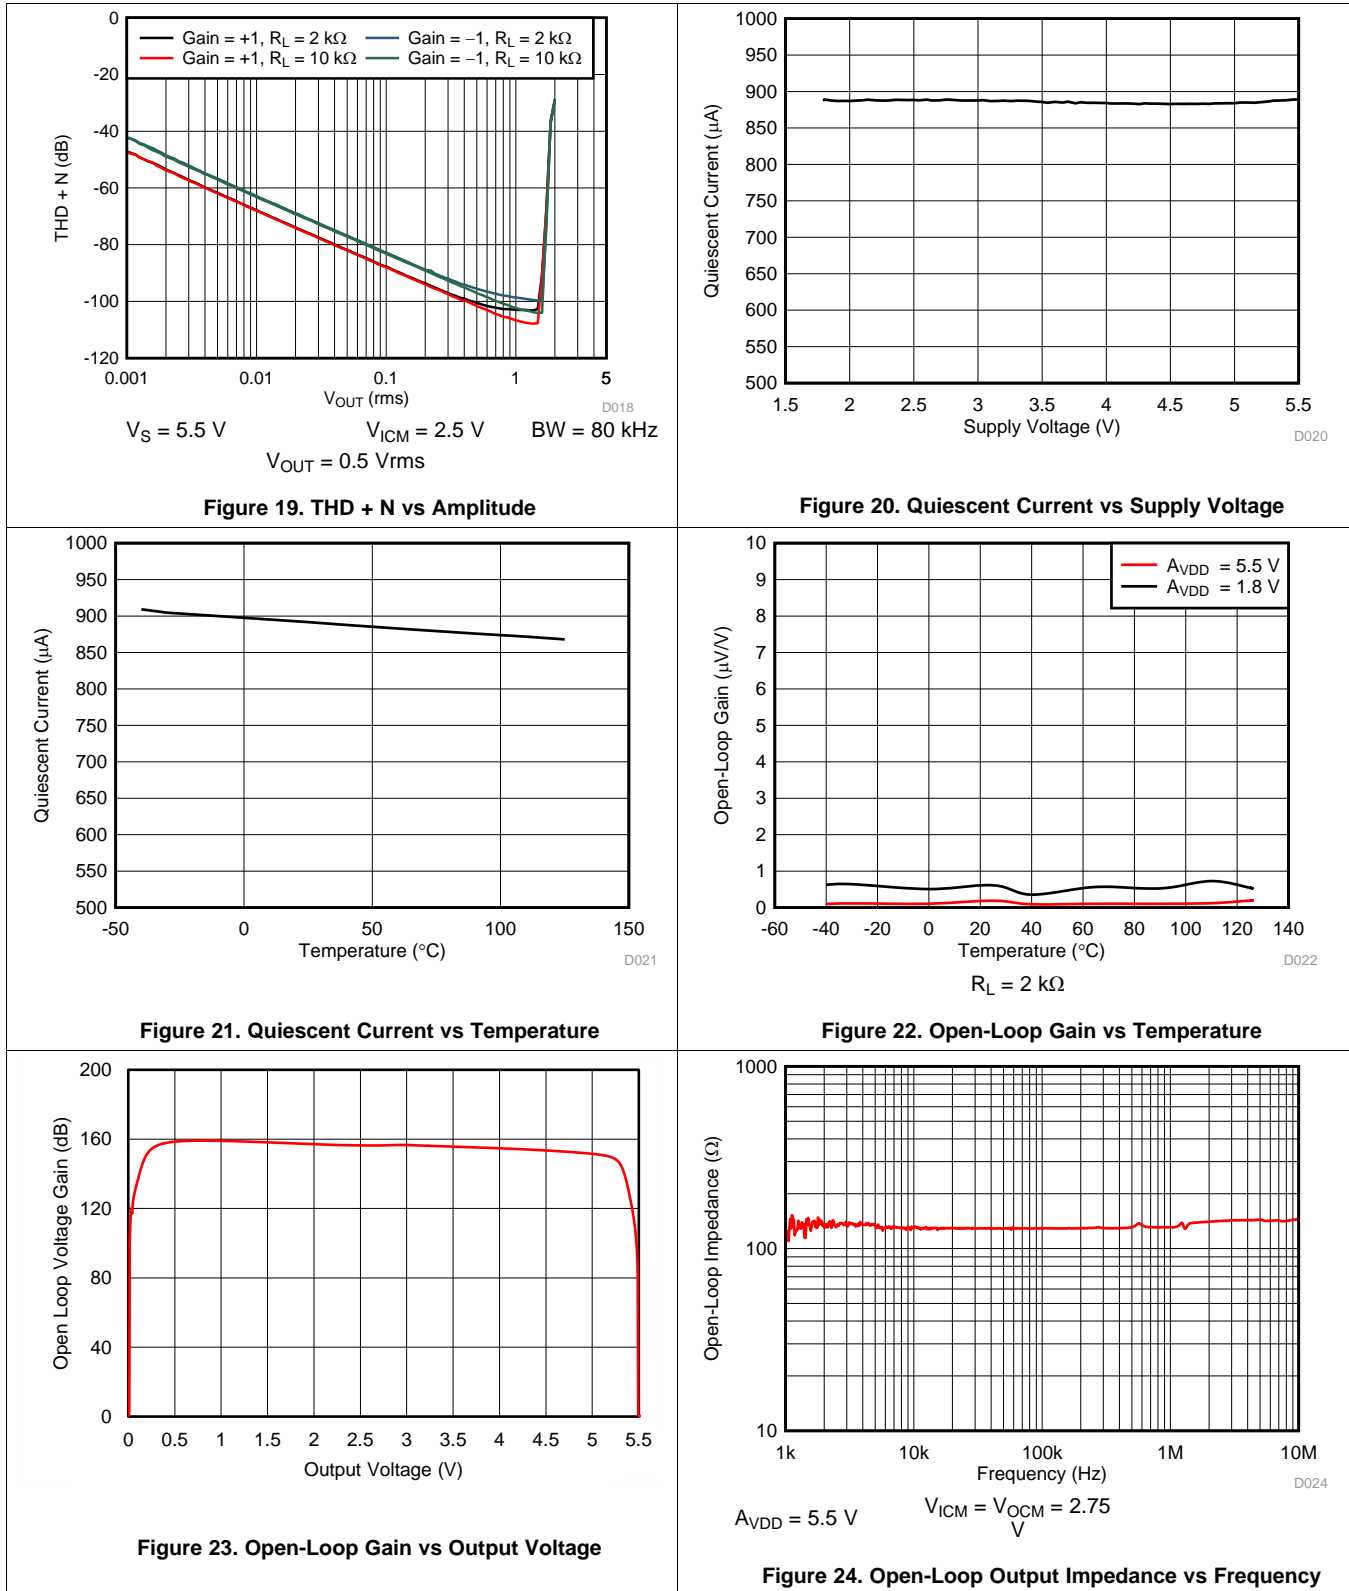 0
-20
-40
-60
-80
-100
-120
THD + N (dB)
Gain = +1, RL = 2 kΩ
Gain = −1, RL = 2 kΩ
Gain = +1, RL = 10 kΩ
Gain = −1, RL = 10 kΩ
0.001 0.01 0.1 1 5
VOUT (rms)
D018
VS = 5.5 V VICM = 2.5 V BW = 80 kHz
VOUT = 0.5 Vrms
Figure 19. THD + N vs Amplitude
1000
950
900
850
800
750
700
650
600
550
500
Quiescent Current (μA)
1.5 2 2.5 3 3.5 4 4.5 5 5.5
Supply Voltage (V)
D020
Figure 20. Quiescent Current vs Supply Voltage
1000
950
900
850
800
750
700
650
600
550
500
Quiescent Current (μA)
-50 0 50 100 150
Temperature (°C)
D021
Figure 21. Quiescent Current vs Temperature
10
9
8
7
6
5
4
3
2
1
0
Open-Loop Gain (μV/V)
AVDD = 5.5 V
AVDD = 1.8 V
-60 -40 -20 0 20 40 60 80 100 120 140
Temperature (°C)
D022
RL = 2 kΩ
Figure 22. Open-Loop Gain vs Temperature
200
160
120
80
40
0
Open Loop Voltage Gain (dB)
0 0.5 1 1.5 2 2.5 3 3.5 4 4.5 5 5.5
Output Voltage (V)
Figure 23. Open-Loop Gain vs Output Voltage
1000
100
10
Open-Loop Impedance (Ω)
1k 10k 100k 1M 10M
Frequency (Hz)
D024
AVDD = 5.5 V VICM = VOCM = 2.75
V
Figure 24. Open-Loop Output Impedance vs Frequency